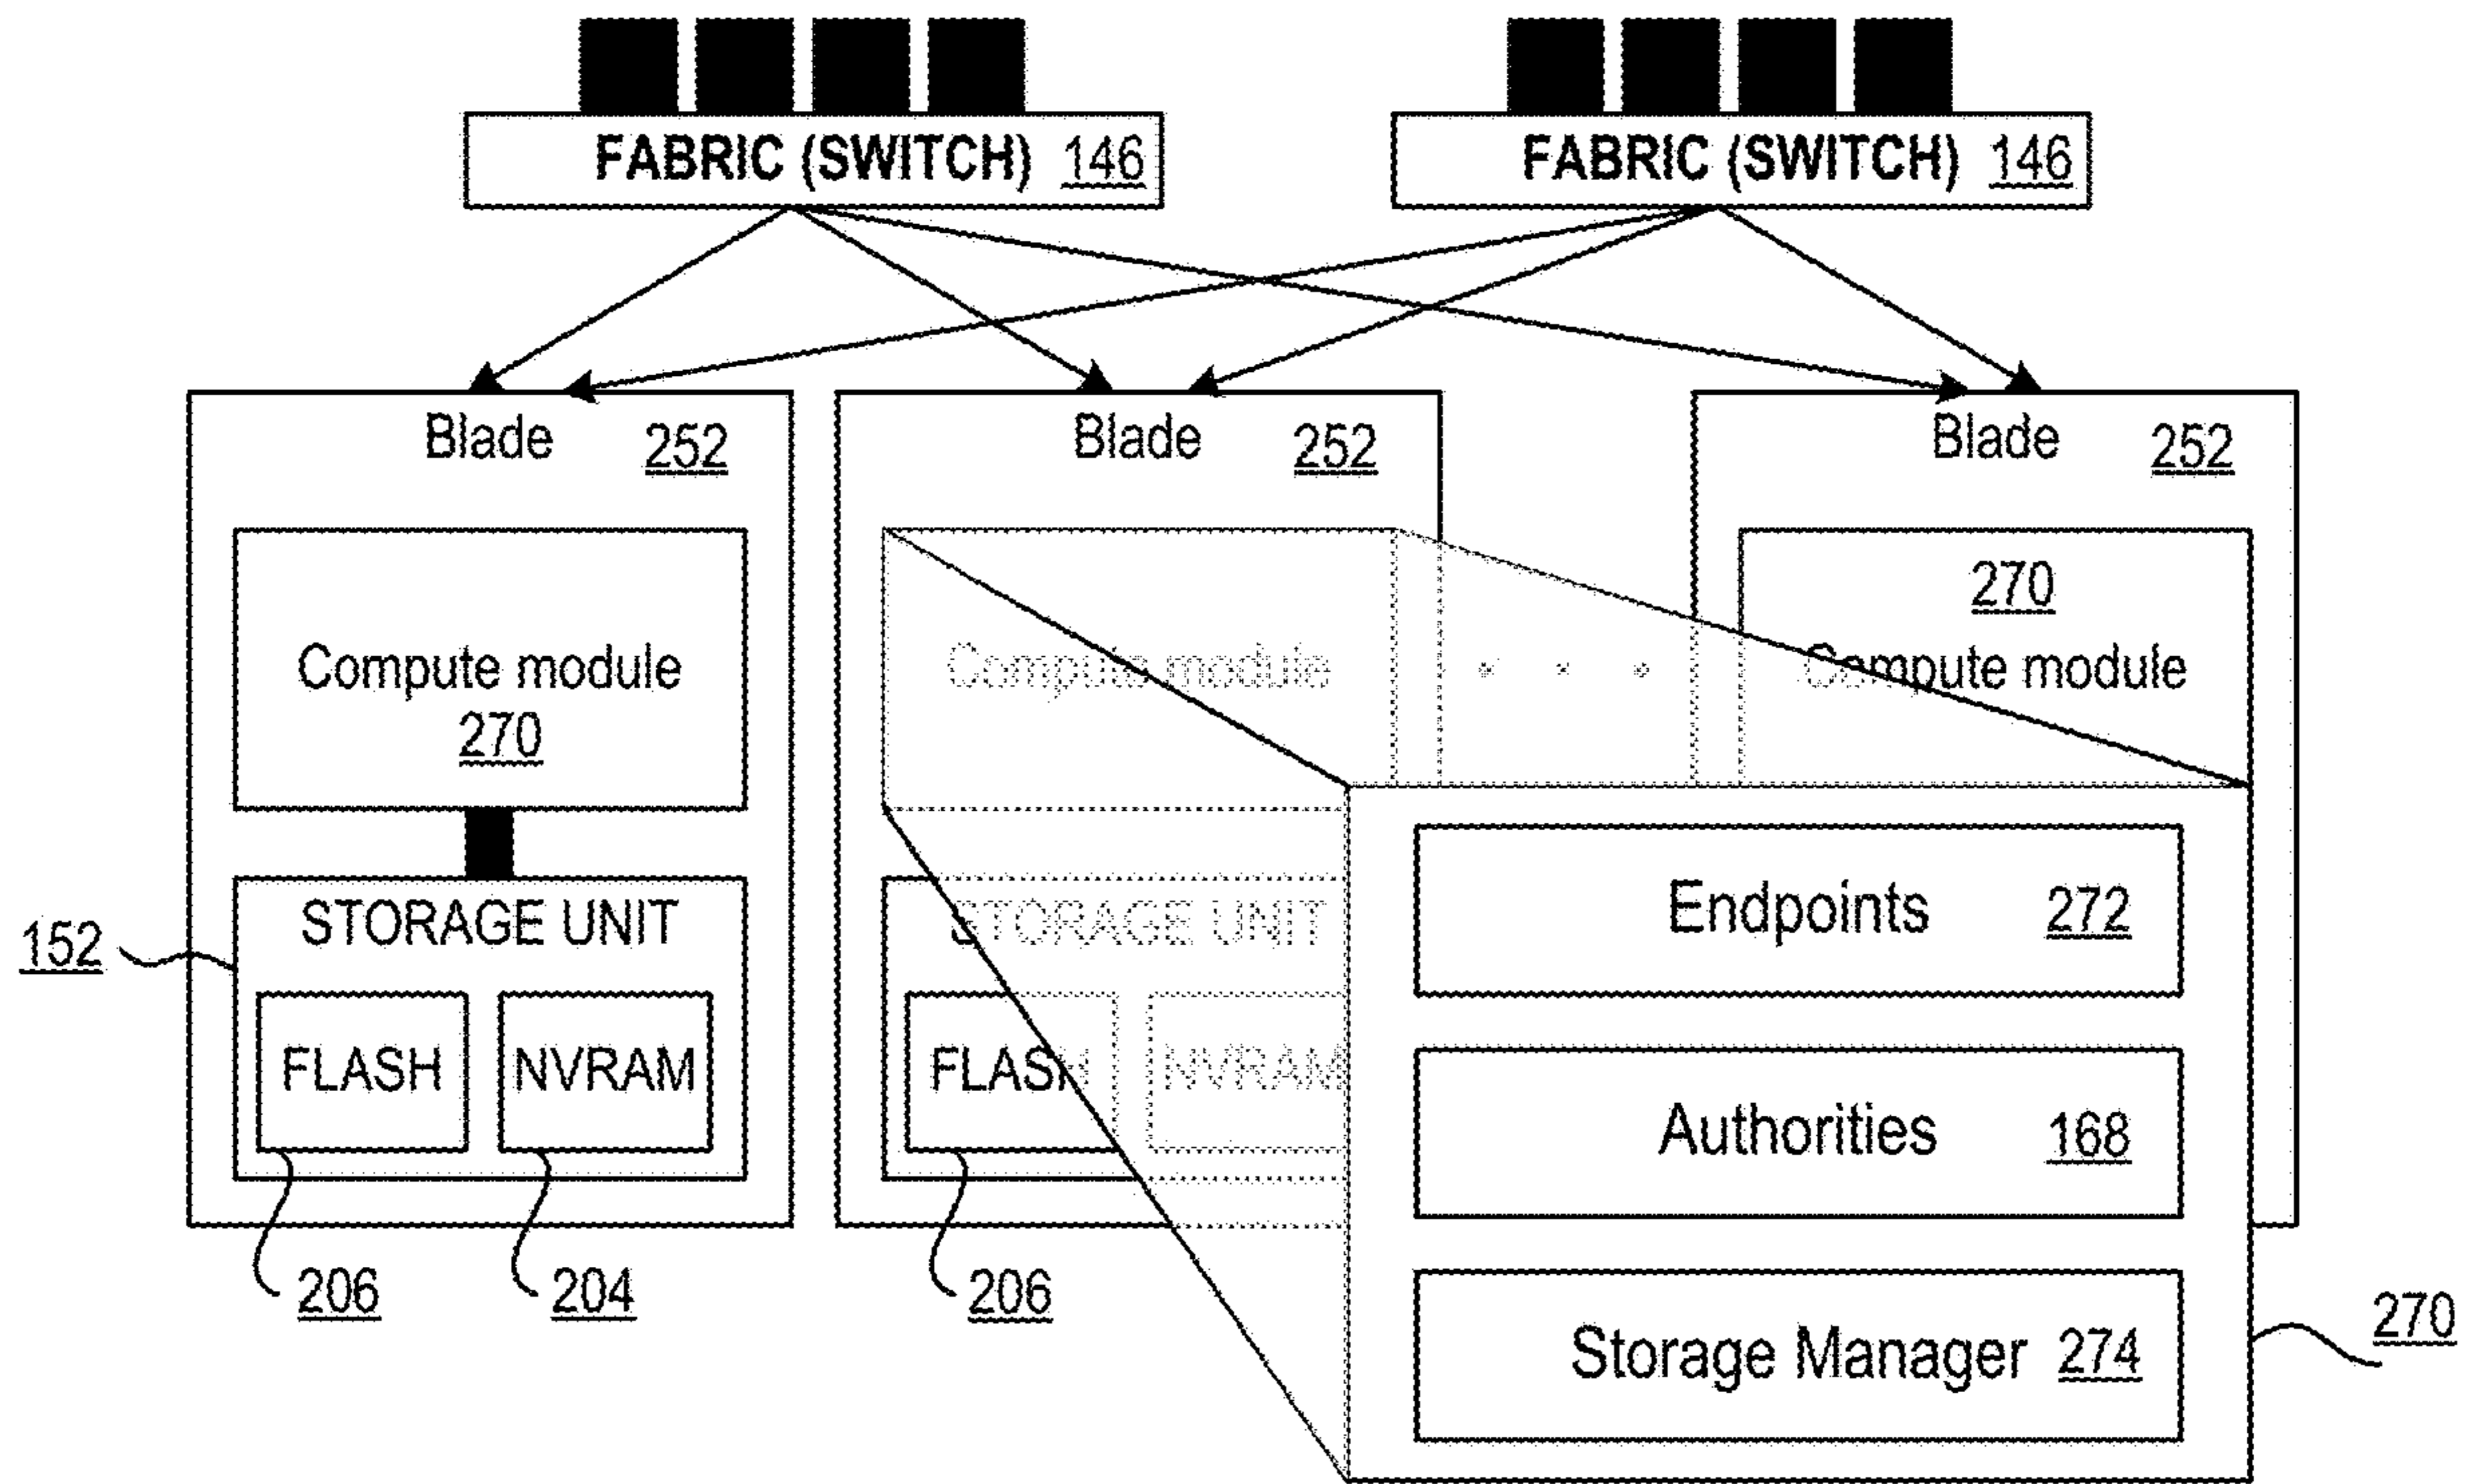 FABRIC (SWITCH) 146
FABRIC (SWITCH) 146
Blade 252
Blade 252
Blade 252
Compute module
270
Compute module
270
Compute module
152
STORAGE UNIT
FLASH
NVRAM
206
204
STORAGE UNIT
FLASH
NVRAM
206
Endpoints 272
Authorities 168
Storage Manager 274
270